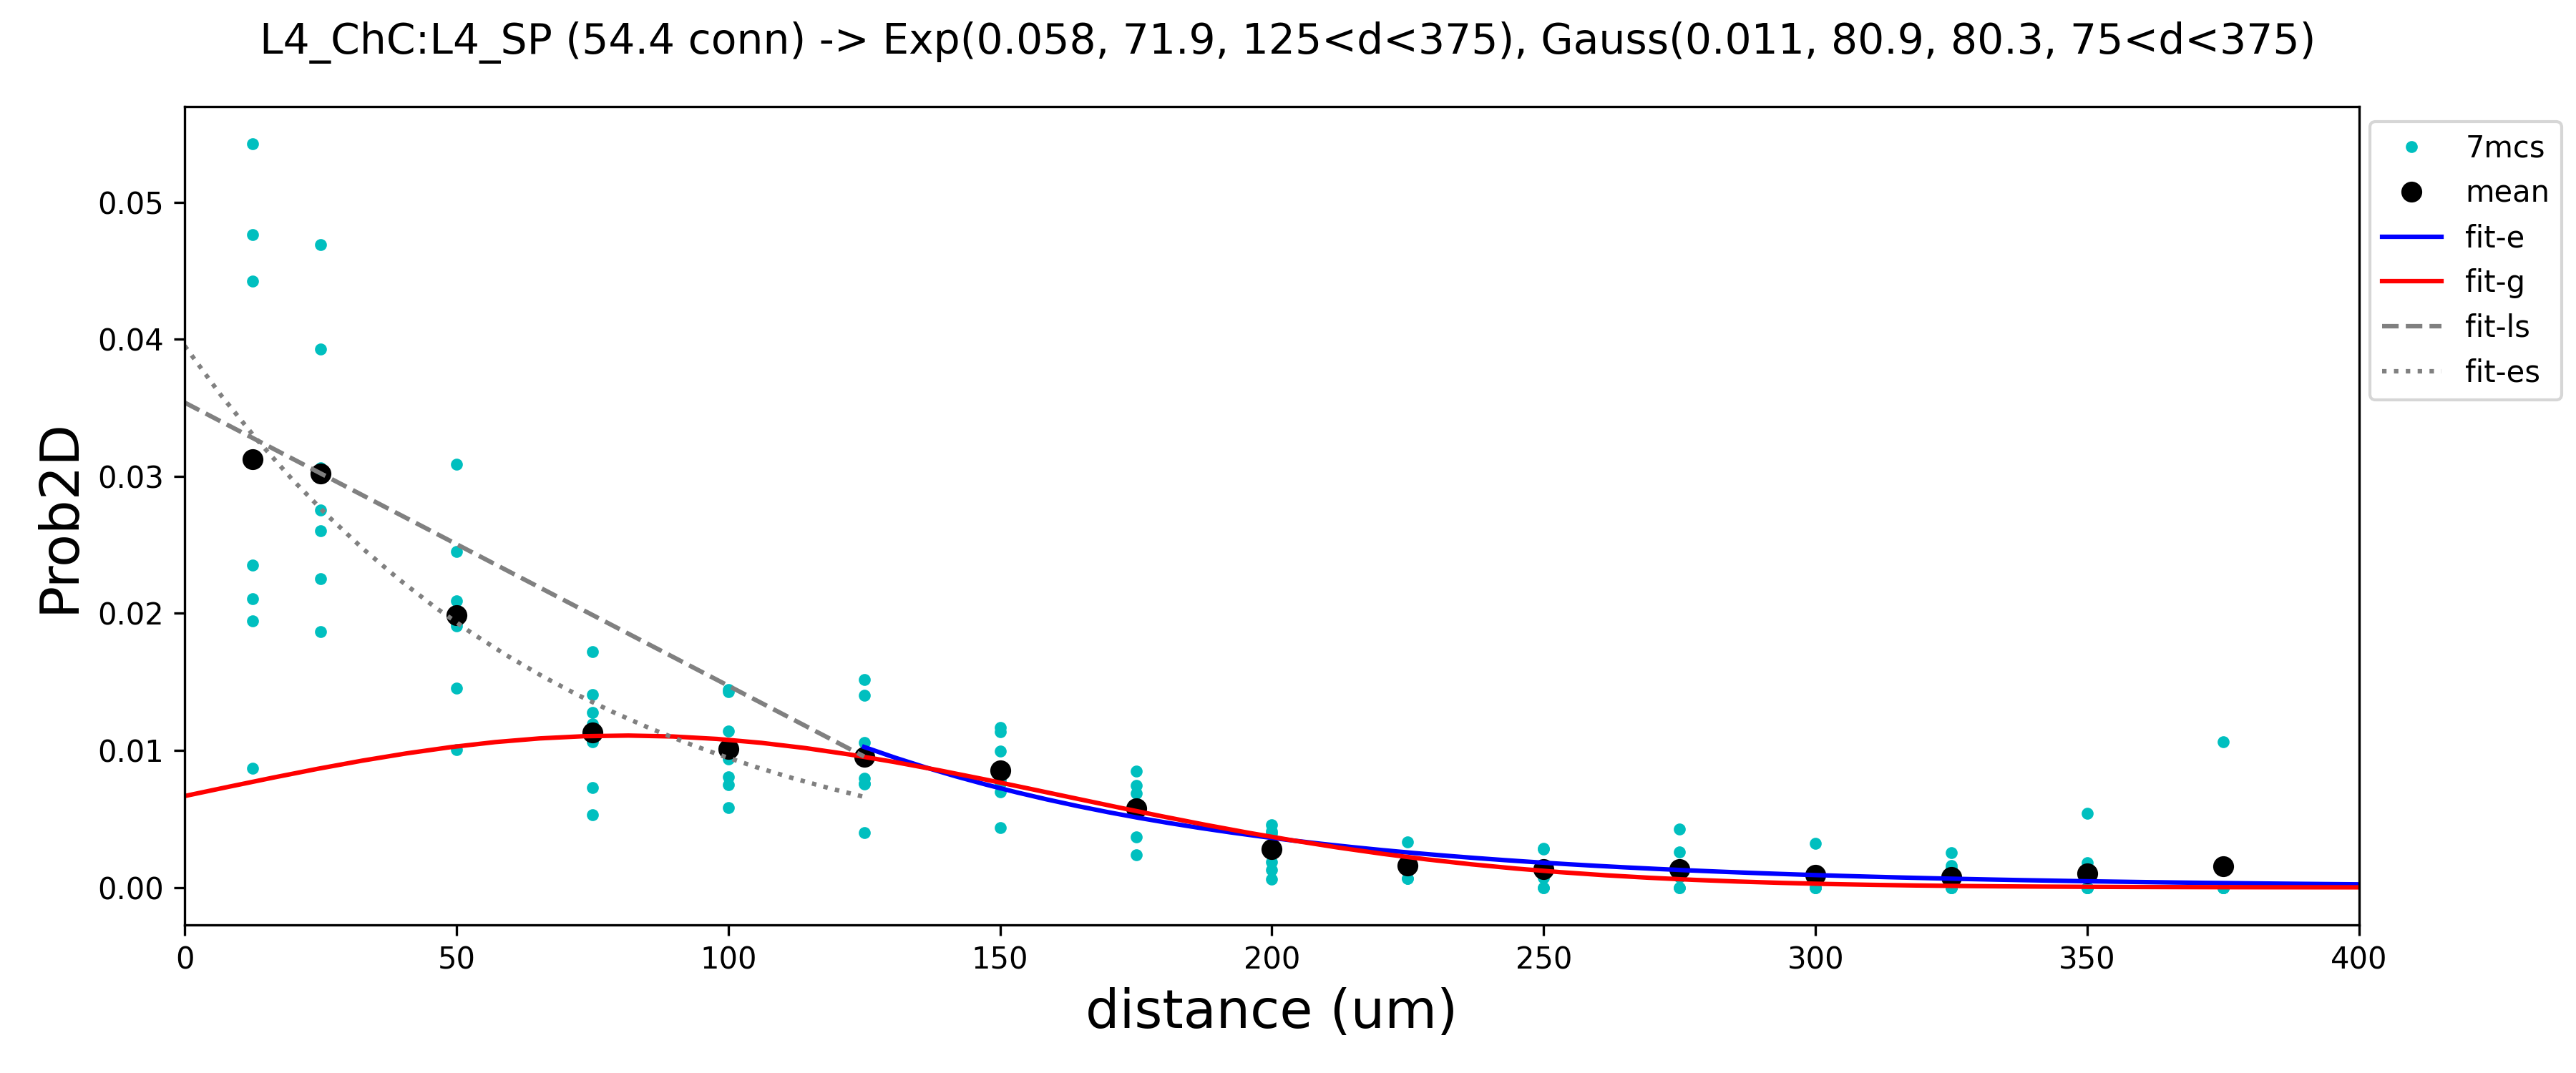 L4_ChC:L4_SP (54.4 conn) -> Exp(0.058, 71.9, 125<d<375), Gauss(0.011, 80.9, 80.3, 75<d<375)
7mcs
mean
fit-e
fit-g
fit-ls
fit-es
Prob2D
0.05
0.04
0.03
0.02
0.01
0.00
0 50 100 150 200 250 300 350 400
distance (um)